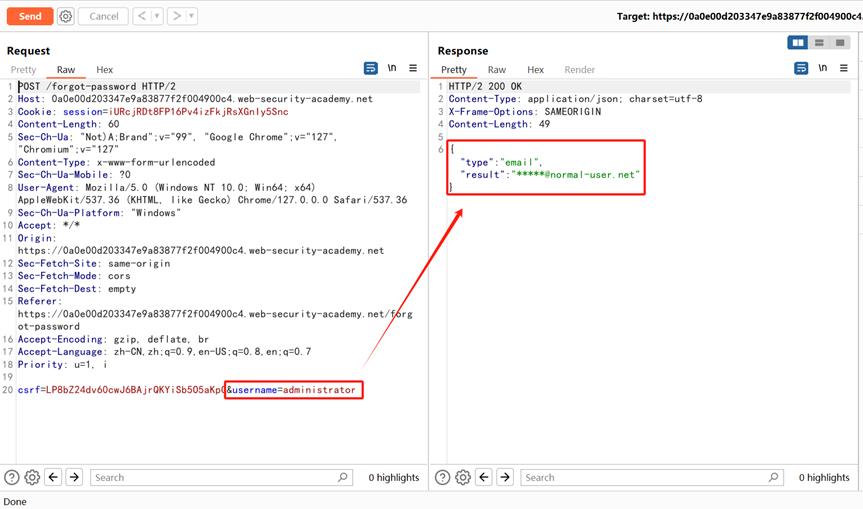 Send Cancel < > Target: https://0a0e00d203347e9a83877f2f004900c4.
Request
Pretty Raw Hex \n
1 POST /forgot-password HTTP/2
2 Host: 0a0e00d203347e9a83877f2f004900c4.web-security-academy.net
3 Cookie: session=iURcjRDt8FP16Pv4izFkjRsXGnly5Snc
4 Content-Length: 60
5 Sec-Ch-Ua: "Not)A;Brand";v="99", "Google Chrome";v="127",
"Chromium";v="127"
6 Content-Type: x-www-form-urlencoded
7 Sec-Ch-Ua-Mobile: ?0
8 User-Agent: Mozilla/5.0 (Windows NT 10.0; Win64; x64)
AppleWebKit/537.36 (KHTML, like Gecko) Chrome/127.0.0.0 Safari/537.36
9 Sec-Ch-Ua-Platform: "Windows"
10 Accept: */*
11 Origin:
https://0a0e00d203347e9a83877f2f004900c4.web-security-academy.net
12 Sec-Fetch-Site: same-origin
13 Sec-Fetch-Mode: cors
14 Sec-Fetch-Dest: empty
15 Referer:
https://0a0e00d203347e9a83877f2f004900c4.web-security-academy.net/forg
ot-password
16 Accept-Encoding: gzip, deflate, br
17 Accept-Language: zh-CN,zh;q=0.9,en-US;q=0.8,en;q=0.7
18 Priority: u=1, i
19
20 csrf=LP8bZ24dv6OcwJ6BAjrQKYiSb5O5aKp&username=administrator
Search 0 highlights
Response
Pretty Raw Hex Render \n
1 HTTP/2 200 OK
2 Content-Type: application/json; charset=utf-8
3 X-Frame-Options: SAMEORIGIN
4 Content-Length: 49
5
6 {
"type":"email",
"result":"*****@normal-user.net"
}
Search 0 highlights
Done